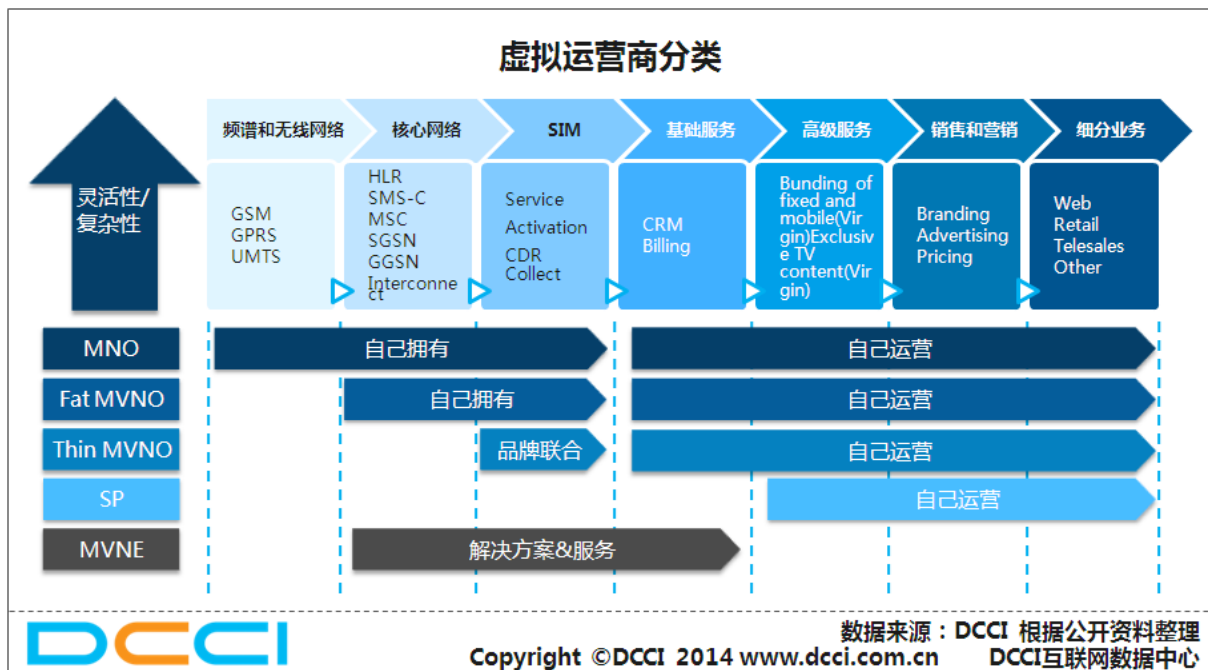 虚拟运营商分类
灵活性/
复杂性
频谱和无线网络
核心网络
SIM
基础服务
高级服务
销售和营销
细分业务
GSM
GPRS
UMTS
HLR
SMS-C
MSC
SGSN
GGSN
Interconne
ct
Service
Activation
CDR
Collect
CRM
Billing
Bunding of
fixed and
mobile(Vir
gin)Exclusiv
e TV
content(Vir
gin)
Branding
Advertising
Pricing
Web
Retail
Telesales
Other
MNO
自己拥有
自己运营
Fat MVNO
自己拥有
自己运营
Thin MVNO
品牌联合
自己运营
SP
自己运营
MVNE
解决方案&服务
DCCI
数据来源：DCCI 根据公开资料整理
Copyright ©DCCI 2014 www.dcci.com.cn DCCI互联网数据中心